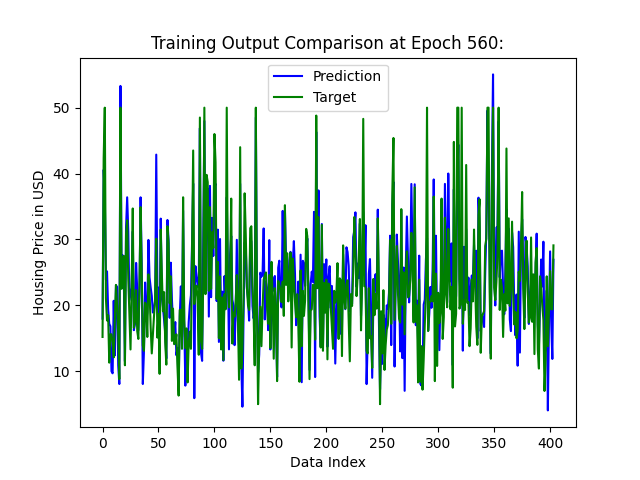 Training Output Comparison at Epoch 560:
Prediction
Target
Housing Price in USD
50
40
30
20
10
0 50 100 150 200 250 300 350 400
Data Index